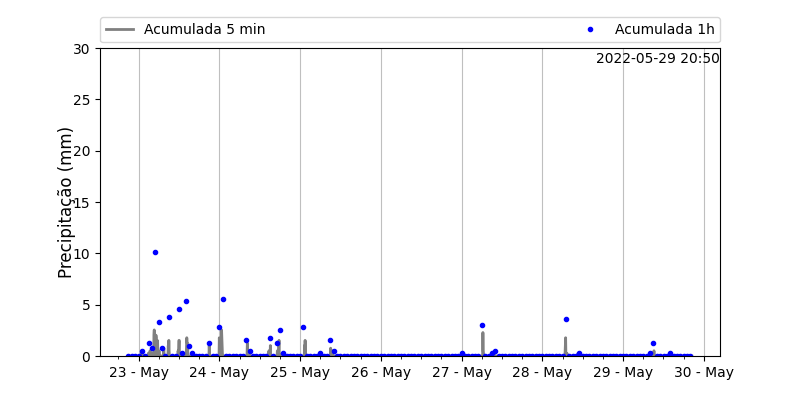 Acumulada 5 min
Acumulada 1h
2022-05-29 20:50
Precipitação (mm)
30
25
20
15
10
5
0
23 - May
24 - May
25 - May
26 - May
27 - May
28 - May
29 - May
30 - May